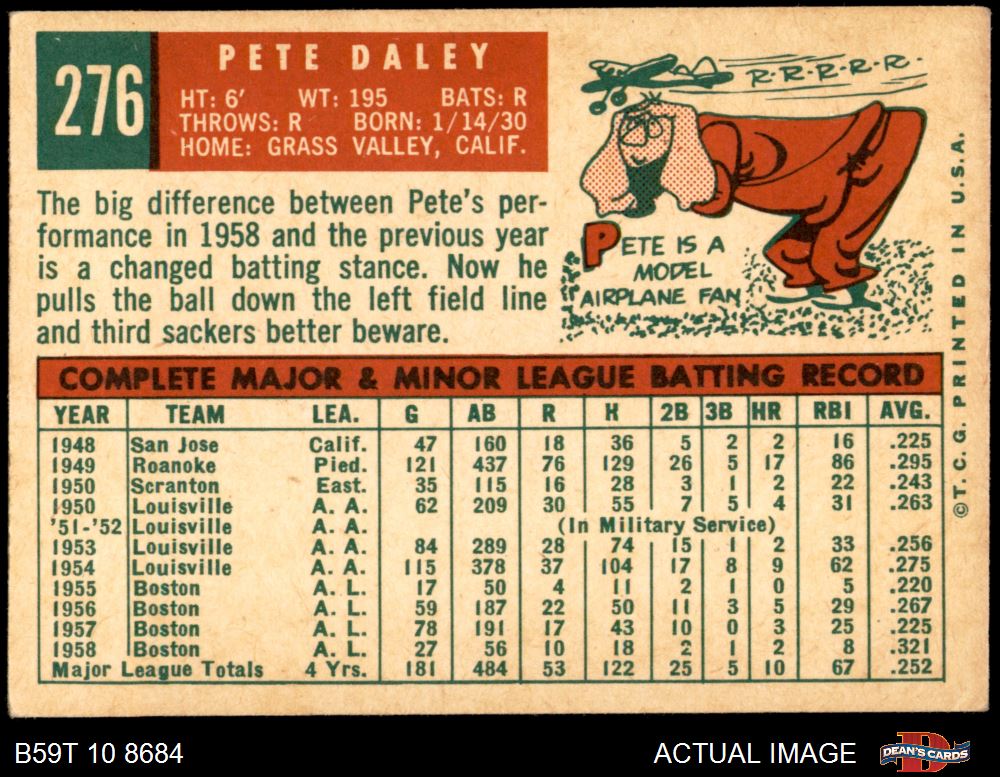 276
PETE DALEY
HT: 6' WT: 195 BATS: R
THROWS: R BORN: 1/14/30
HOME: GRASS VALLEY, CALIF.
R-R-R-R-R-R-
PETE IS A
MODEL
AIRPLANE FAN
The big difference between Pete's per-
formance in 1958 and the previous year
is a changed batting stance. Now he
pulls the ball down the left field line
and third sackers better beware.
COMPLETE MAJOR & MINOR LEAGUE BATTING RECORD
YEAR TEAM LEA. G AB R H 2B 3B HR RBI AVG.
1948 San Jose Calif. 47 160 18 36 5 2 2 16 .225
1949 Roanoke Pied. 121 437 76 129 26 5 17 86 .295
1950 Scranton East. 35 115 16 28 3 1 2 22 .243
1950 Louisville A. A. 62 209 30 55 7 5 4 31 .263
'51-'52 Louisville A. A. (In Military Service)
1953 Louisville A. A. 84 289 28 74 15 1 2 33 .256
1954 Louisville A. A. 115 378 37 104 17 8 9 62 .275
1955 Boston A. L. 17 50 4 11 2 1 0 5 .220
1956 Boston A. L. 59 187 22 50 11 3 5 29 .267
1957 Boston A. L. 78 191 17 43 10 0 3 25 .225
1958 Boston A. L. 27 56 10 18 2 1 2 8 .321
Major League Totals 4 Yrs. 181 484 53 122 25 5 10 67 .252
©T. C. G. PRINTED IN U.S.A.
B59T 10 8684
ACTUAL IMAGE
D
DEAN'S CARDS